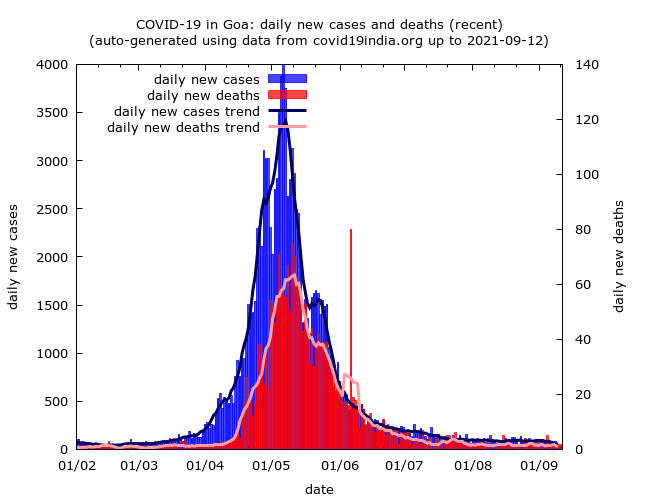 COVID-19 in Goa: daily new cases and deaths (recent)
(auto-generated using data from covid19india.org up to 2021-09-12)
daily new cases
daily new deaths
daily new cases trend
daily new deaths trend
4000
3500
3000
2500
2000
1500
1000
500
0
daily new cases
140
120
100
80
60
40
20
0
daily new deaths
01/02 01/03 01/04 01/05 01/06 01/07 01/08 01/09
date